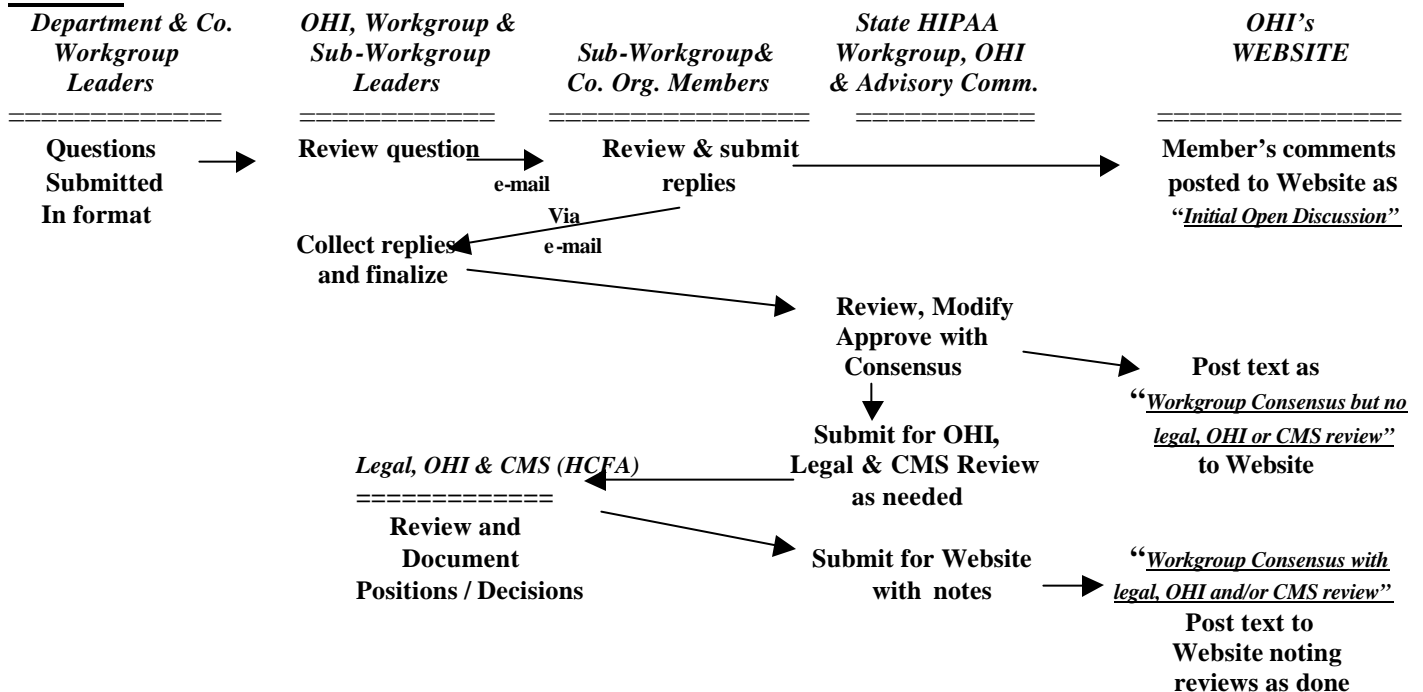 Department & Co.
Workgroup
Leaders
=============
OHI, Workgroup &
Sub-Workgroup
Leaders
============
Sub-Workgroup&
Co. Org. Members
================
State HIPAA
Workgroup, OHI
& Advisory Comm.
===========
OHI’s
WEBSITE
===============
Questions
Submitted
In format
Review question
e-mail
Review & submit
replies
Member’s comments
posted to Website as
“Initial Open Discussion”
Via
e-mail
Collect replies
and finalize
Review, Modify
Approve with
Consensus
Post text as
“Workgroup Consensus but no
legal, OHI or CMS review”
to Website
Submit for OHI,
Legal & CMS Review
as needed
Legal, OHI & CMS (HCFA)
=============
Review and
Document
Positions / Decisions
Submit for Website
with notes
“Workgroup Consensus with
legal, OHI and/or CMS review”
Post text to
Website noting
reviews as done